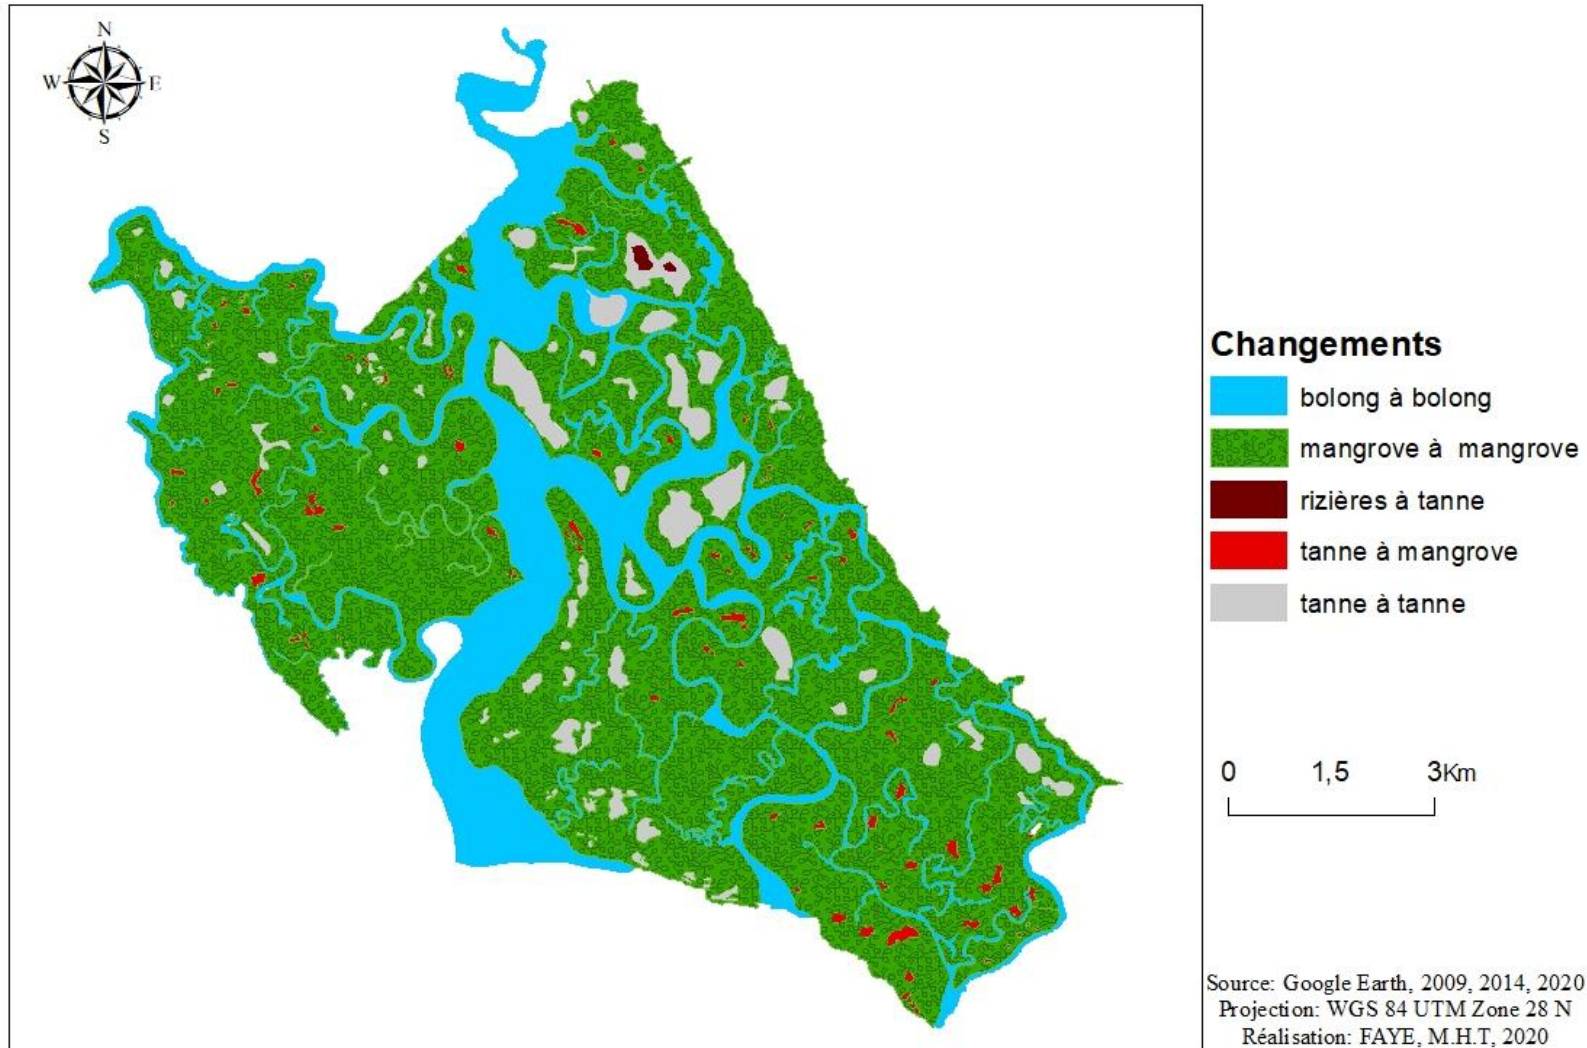 N
W E
S
Changements
bolong à bolong
mangrove à mangrove
rizières à tanne
tanne à mangrove
tanne à tanne
0 1,5 3Km
Source: Google Earth, 2009, 2014, 2020
Projection: WGS 84 UTM Zone 28 N
Réalisation: FAYE, M.H.T, 2020